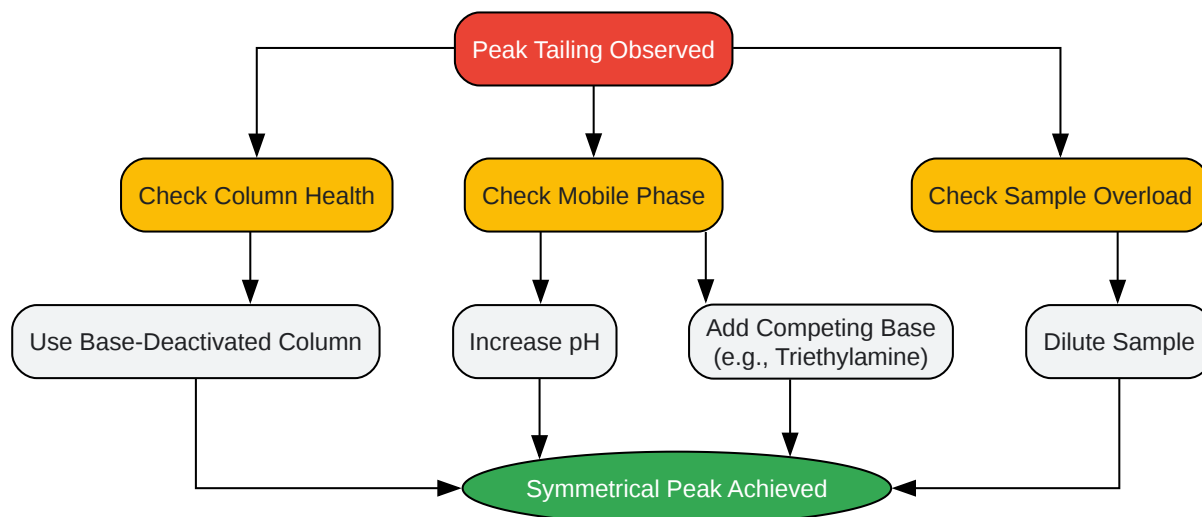 Peak Tailing Observed
Check Column Health
Check Mobile Phase
Check Sample Overload
Use Base-Deactivated Column
Increase pH
Add Competing Base
(e.g., Triethylamine)
Dilute Sample
Symmetrical Peak Achieved